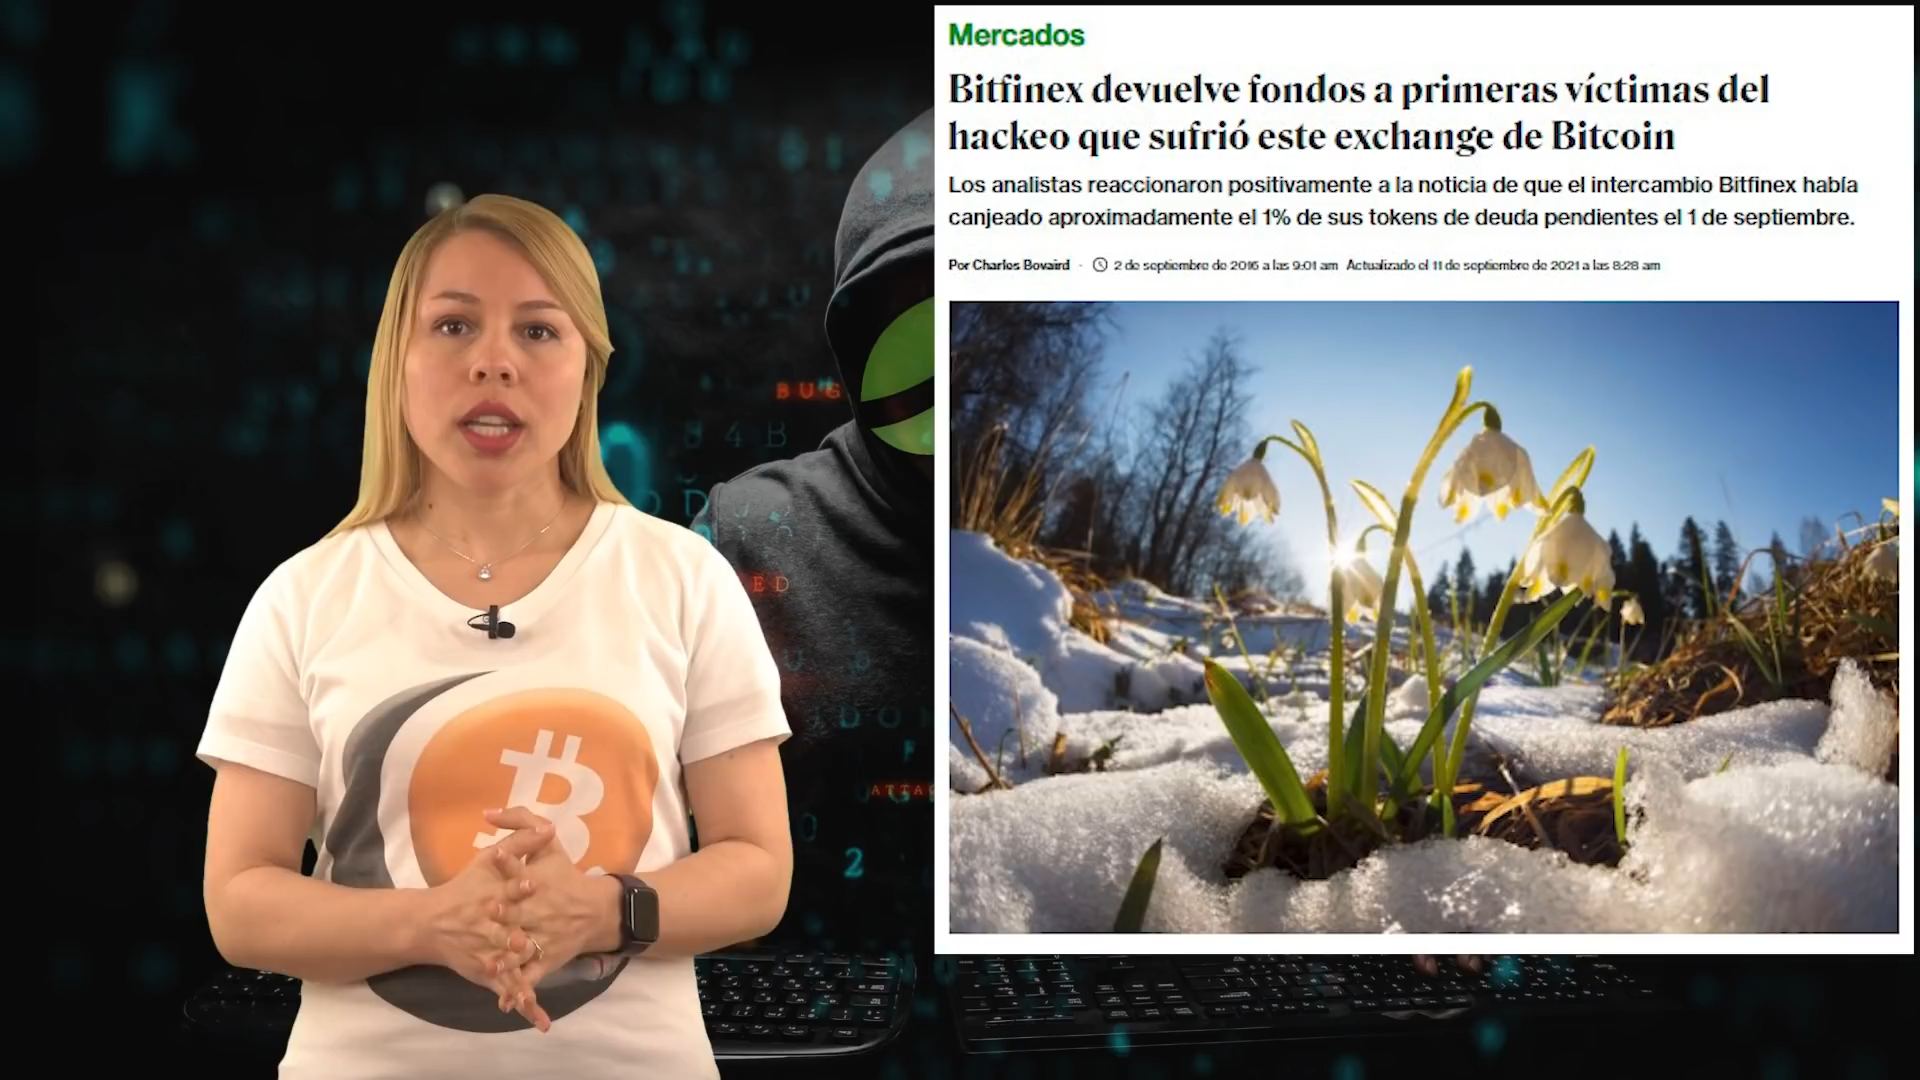 Mercados
Bitfinex devuelve fondos a primeras víctimas del
hackeo que sufrió este exchange de Bitcoin
Los analistas reaccionaron positivamente a la noticia de que el intercambio Bitfinex había
canjeado aproximadamente el 1% de sus tokens de deuda pendientes el 1 de septiembre.
Por Charles Bovaird · 2 de septiembre de 2016 a las 9:01 am Actualizado el 11 de septiembre de 2021 a las 8:28 am
BUG
84B
2